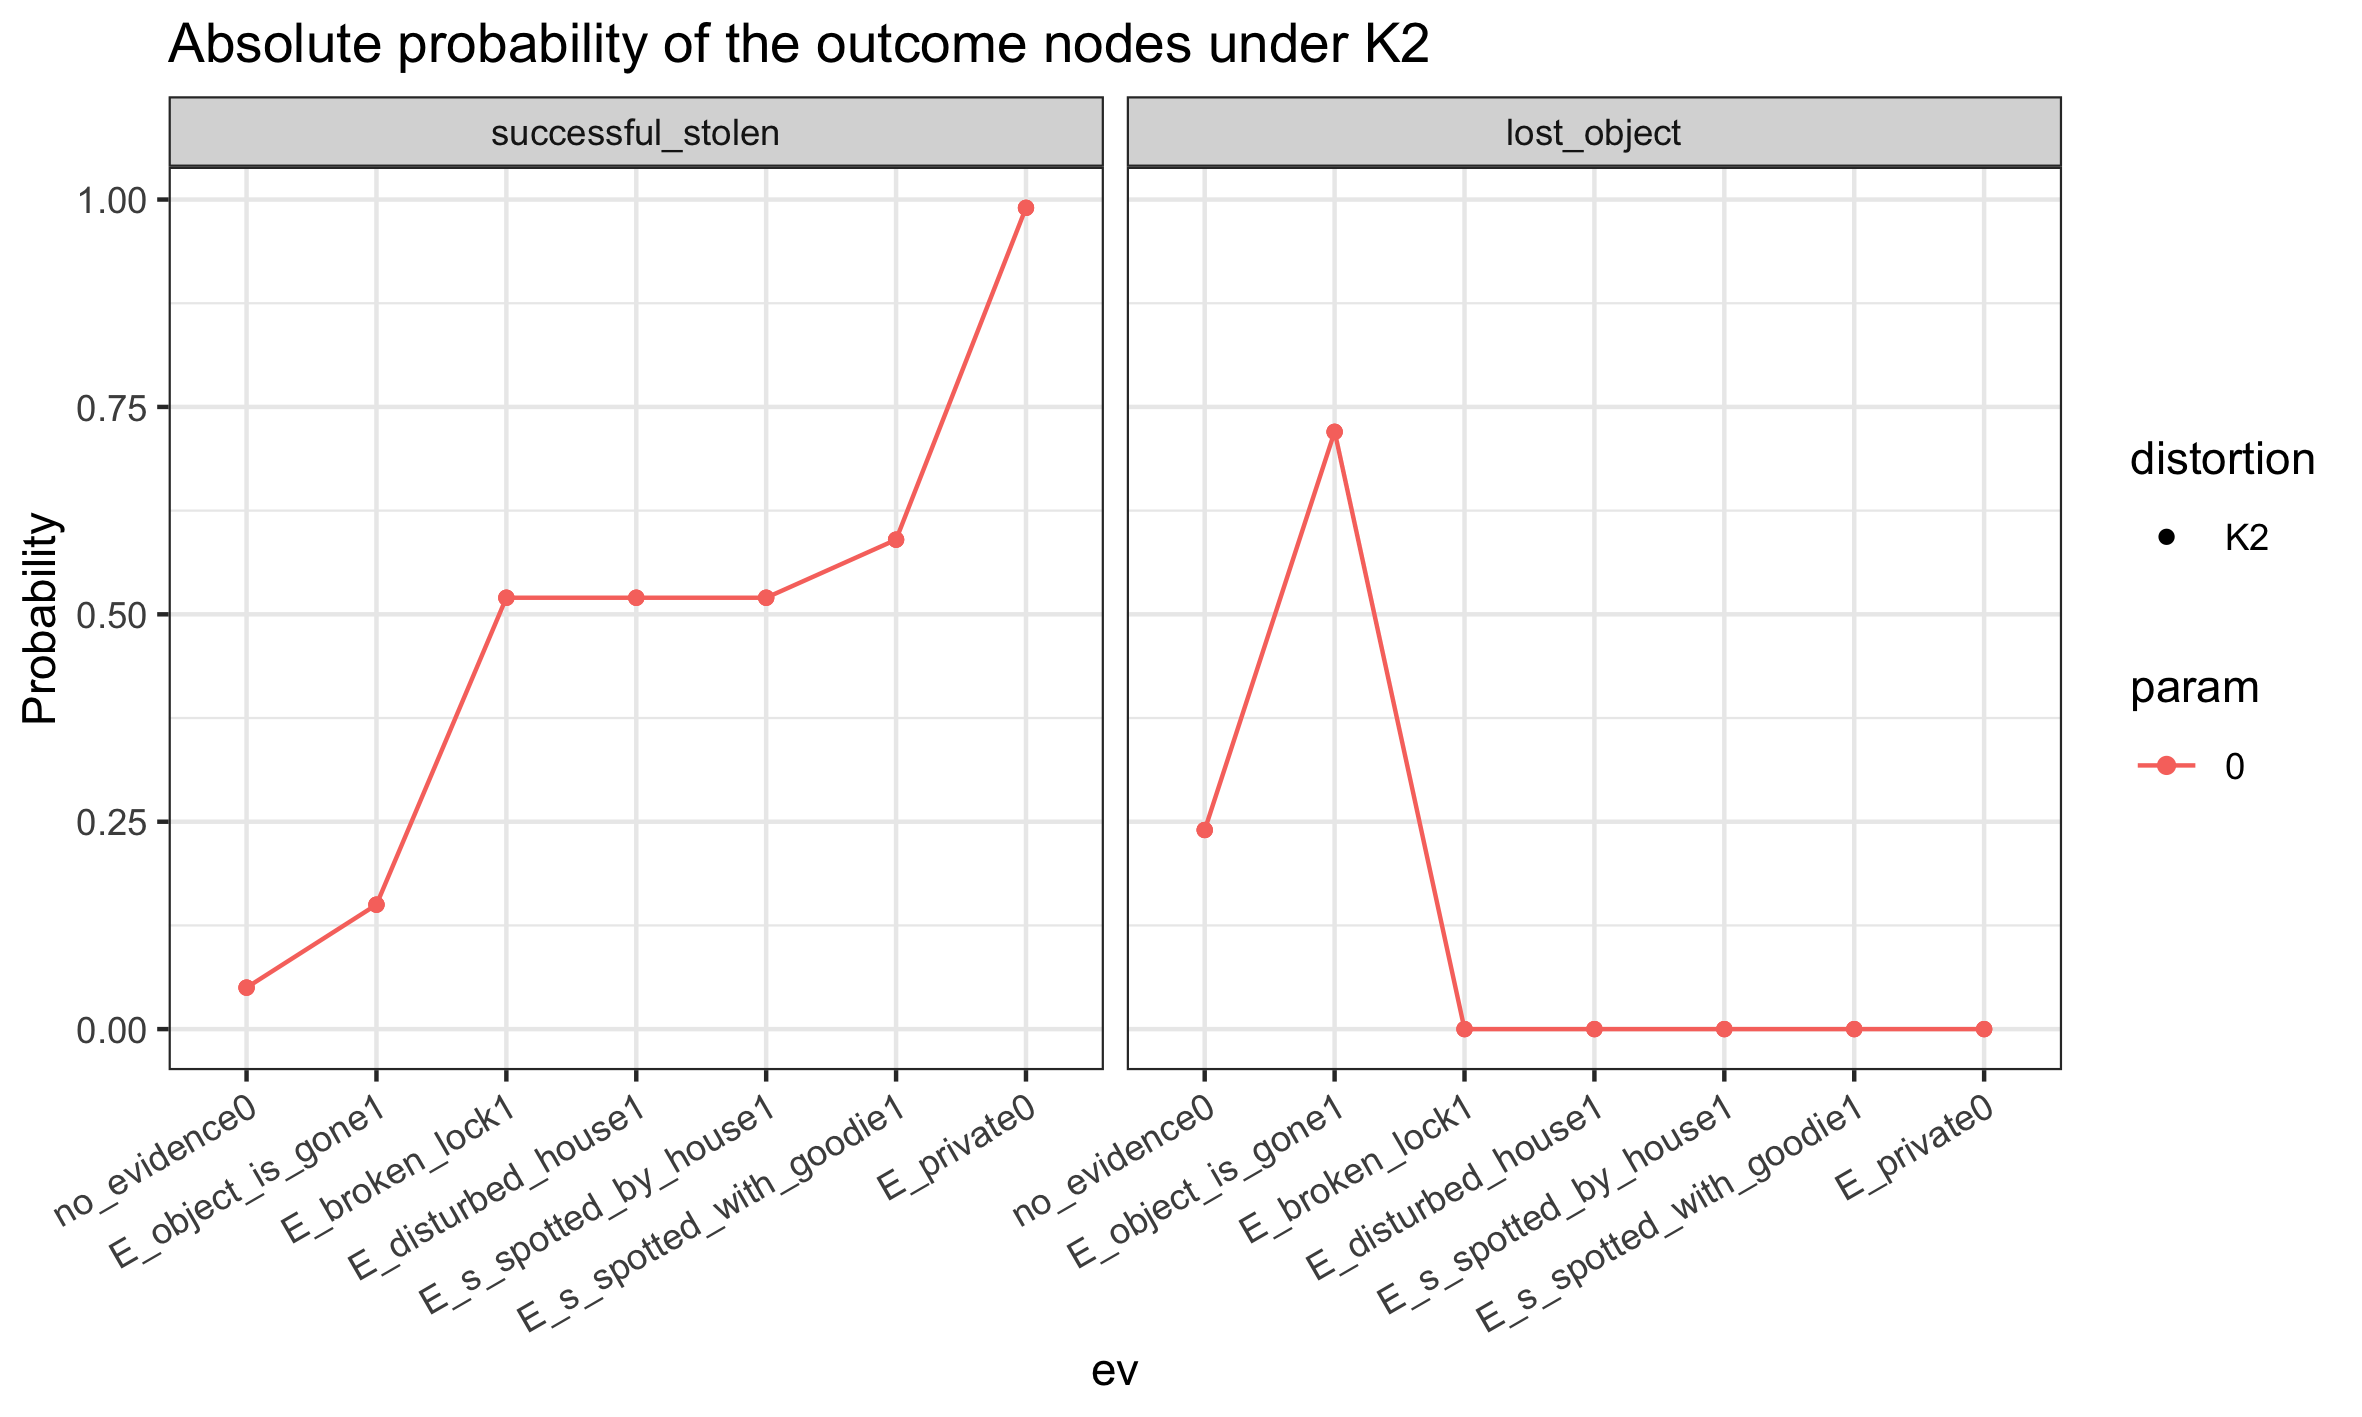 Absolute probability of the outcome nodes under K2
successful_stolen
lost_object
Probability
1.00
0.75
0.50
0.25
0.00
no_evidence0
E_object_is_gone1
E_broken_lock1
E_disturbed_house1
E_s_spotted_by_house1
E_s_spotted_with_goodie1
E_private0
no_evidence0
E_object_is_gone1
E_broken_lock1
E_disturbed_house1
E_s_spotted_by_house1
E_s_spotted_with_goodie1
E_private0
ev
distortion
K2
param
0